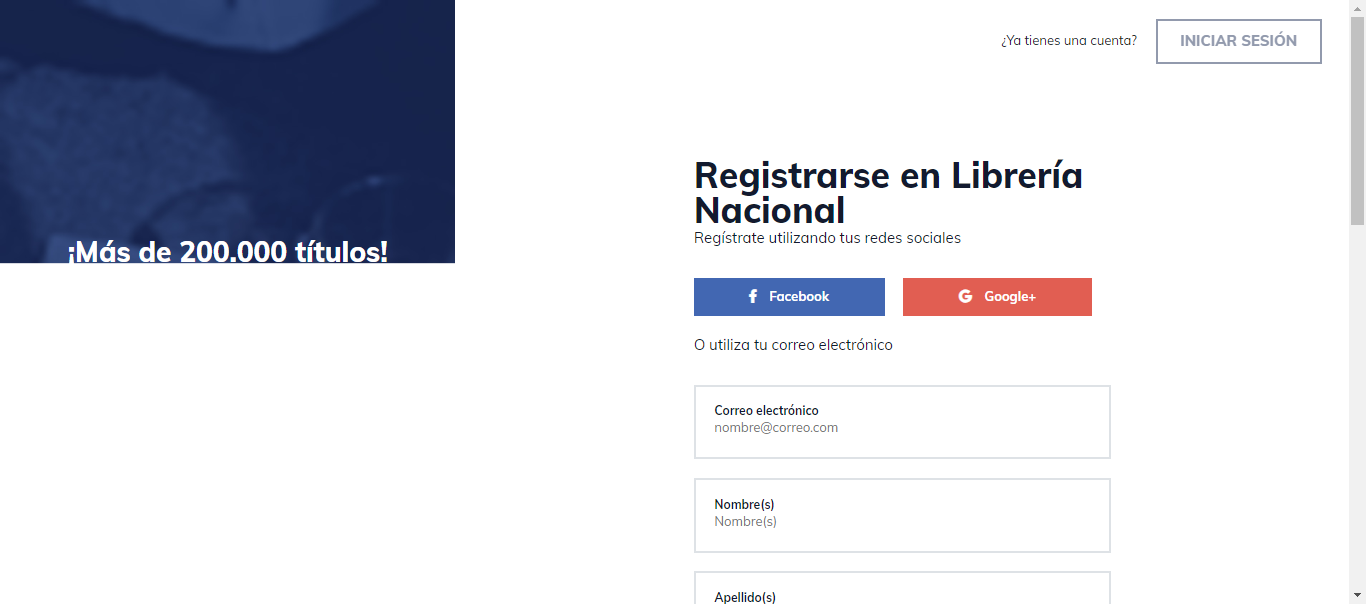 ¿Ya tienes una cuenta?
INICIAR SESIÓN
¡Más de 200.000 títulos!
Registrarse en Librería
Nacional
Regístrate utilizando tus redes sociales
Facebook
Google+
O utiliza tu correo electrónico
Correo electrónico
nombre@correo.com
Nombre(s)
Nombre(s)
Apellido(s)